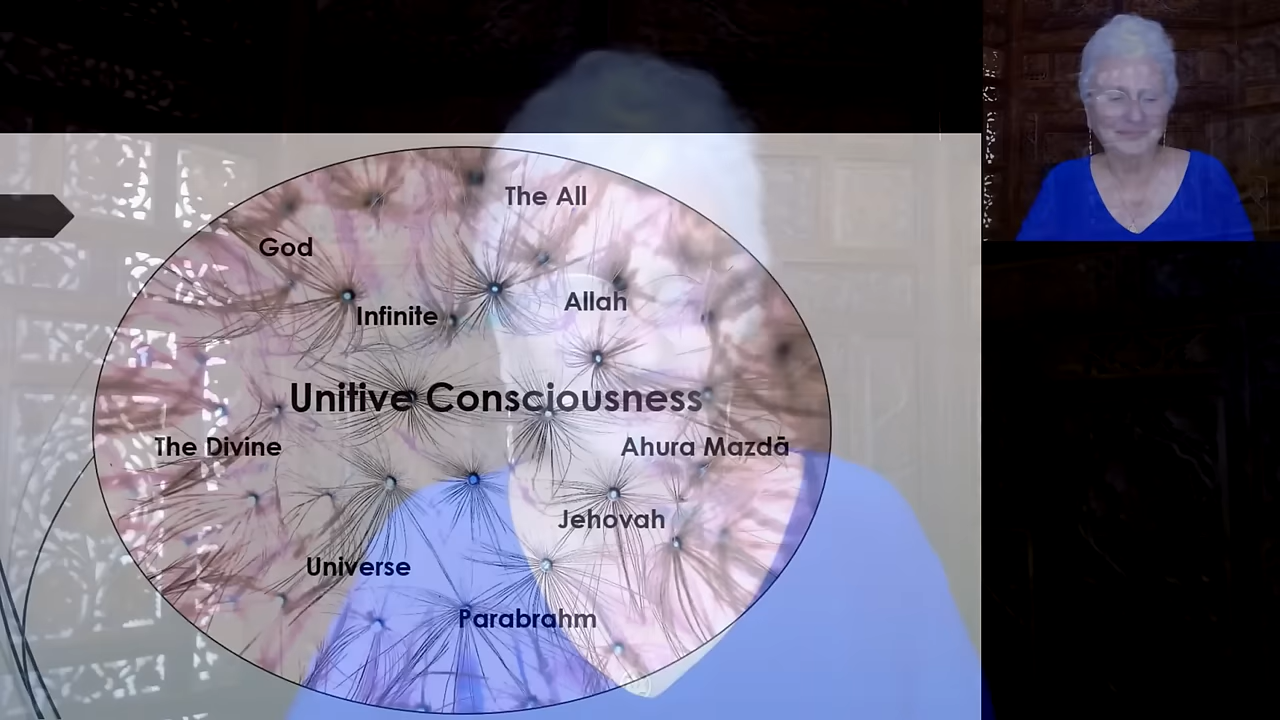 The All
God
Infinite
Allah
Unitive Consciousness
The Divine
Ahura Mazdā
Jehovah
Universe
Parabrahm